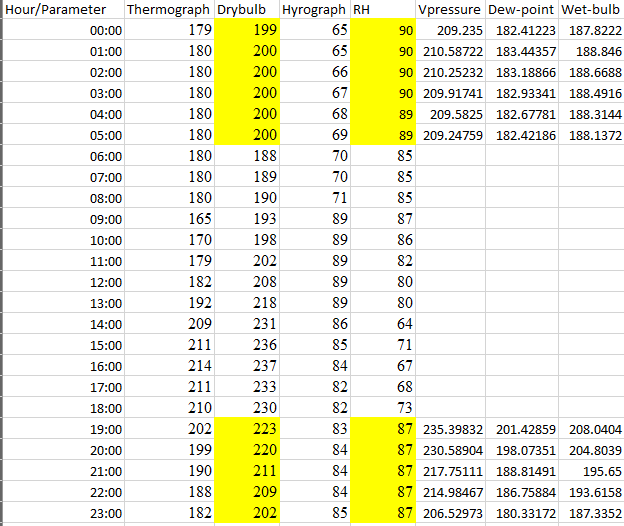 Hour/Parameter Thermograph Drybulb Hyrograph RH Vpressure Dew-point Wet-bulb
00:00 179 199 65 90 209.235 182.41223 187.8222
01:00 180 200 65 90 210.58722 183.44357 188.846
02:00 180 200 66 90 210.25232 183.18866 188.6688
03:00 180 200 67 90 209.91741 182.93341 188.4916
04:00 180 200 68 89 209.5825 182.67781 188.3144
05:00 180 200 69 89 209.24759 182.42186 188.1372
06:00 180 188 70 85
07:00 180 189 70 85
08:00 180 190 71 85
09:00 165 193 89 87
10:00 170 198 89 86
11:00 179 202 89 82
12:00 182 208 89 80
13:00 192 218 89 80
14:00 209 231 86 64
15:00 211 236 85 71
16:00 214 237 84 67
17:00 211 233 82 68
18:00 210 230 82 73
19:00 202 223 83 87 235.39832 201.42859 208.0404
20:00 199 220 84 87 230.58904 198.07351 204.8039
21:00 190 211 84 87 217.75111 188.81491 195.65
22:00 188 209 84 87 214.98467 186.75884 193.6158
23:00 182 202 85 87 206.52973 180.33172 187.3352